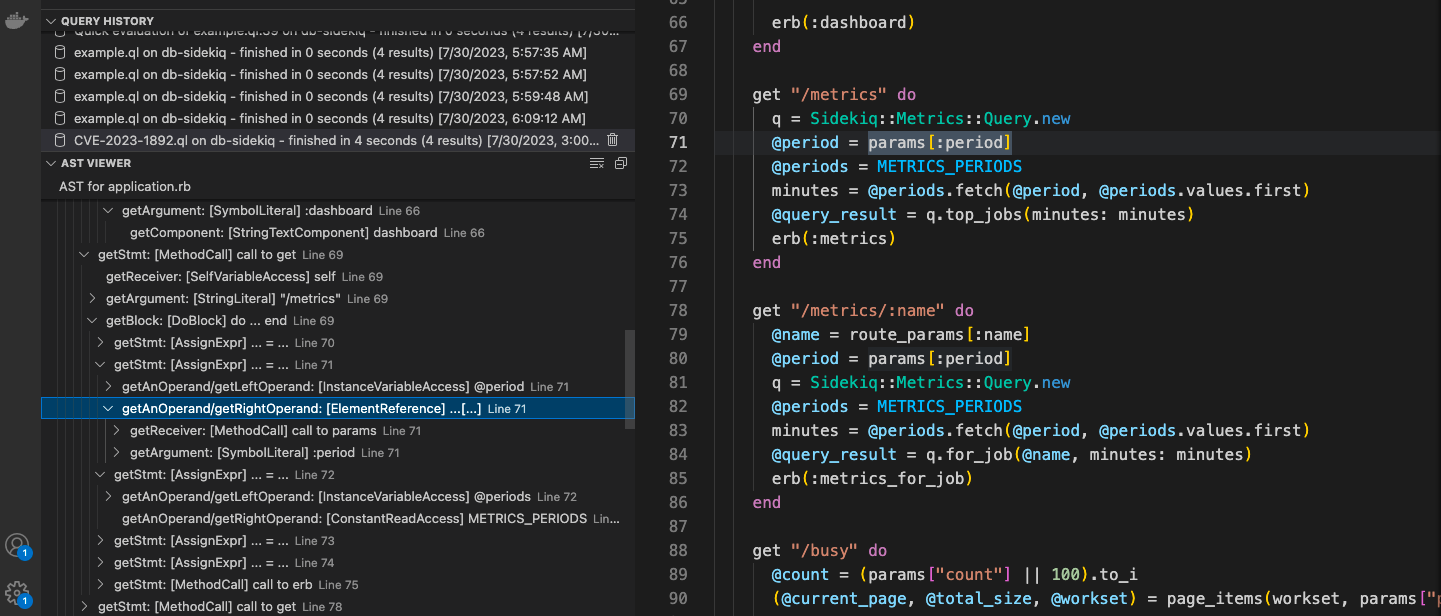 QUERY HISTORY
Quick evaluation of example.ql:39 on db-sidekiq - finished in 0 seconds (4 results) [7/30...
example.ql on db-sidekiq - finished in 0 seconds (4 results) [7/30/2023, 5:57:35 AM]
example.ql on db-sidekiq - finished in 0 seconds (4 results) [7/30/2023, 5:57:52 AM]
example.ql on db-sidekiq - finished in 0 seconds (4 results) [7/30/2023, 5:59:48 AM]
example.ql on db-sidekiq - finished in 0 seconds (4 results) [7/30/2023, 6:09:12 AM]
CVE-2023-1892.ql on db-sidekiq - finished in 4 seconds (4 results) [7/30/2023, 3:00...
AST VIEWER
AST for application.rb
getArgument: [SymbolLiteral] :dashboard Line 66
getComponent: [StringTextComponent] dashboard Line 66
getStmt: [MethodCall] call to get Line 69
getReceiver: [SelfVariableAccess] self Line 69
getArgument: [StringLiteral] "/metrics" Line 69
getBlock: [DoBlock] do ... end Line 69
getStmt: [AssignExpr] ... = ... Line 70
getStmt: [AssignExpr] ... = ... Line 71
getAnOperand/getLeftOperand: [InstanceVariableAccess] @period Line 71
getAnOperand/getRightOperand: [ElementReference] ...[...] Line 71
getReceiver: [MethodCall] call to params Line 71
getArgument: [SymbolLiteral] :period Line 71
getStmt: [AssignExpr] ... = ... Line 72
getAnOperand/getLeftOperand: [InstanceVariableAccess] @periods Line 72
getAnOperand/getRightOperand: [ConstantReadAccess] METRICS_PERIODS Lin...
getStmt: [AssignExpr] ... = ... Line 73
getStmt: [AssignExpr] ... = ... Line 74
getStmt: [MethodCall] call to erb Line 75
getStmt: [MethodCall] call to get Line 78
1
1
65
66 erb(:dashboard)
67 end
68
69 get "/metrics" do
70 q = Sidekiq::Metrics::Query.new
71 @period = params[:period]
72 @periods = METRICS_PERIODS
73 minutes = @periods.fetch(@period, @periods.values.first)
74 @query_result = q.top_jobs(minutes: minutes)
75 erb(:metrics)
76 end
77
78 get "/metrics/:name" do
79 @name = route_params[:name]
80 @period = params[:period]
81 q = Sidekiq::Metrics::Query.new
82 @periods = METRICS_PERIODS
83 minutes = @periods.fetch(@period, @periods.values.first)
84 @query_result = q.for_job(@name, minutes: minutes)
85 erb(:metrics_for_job)
86 end
87
88 get "/busy" do
89 @count = (params["count"] || 100).to_i
90 (@current_page, @total_size, @workset) = page_items(workset, params["p